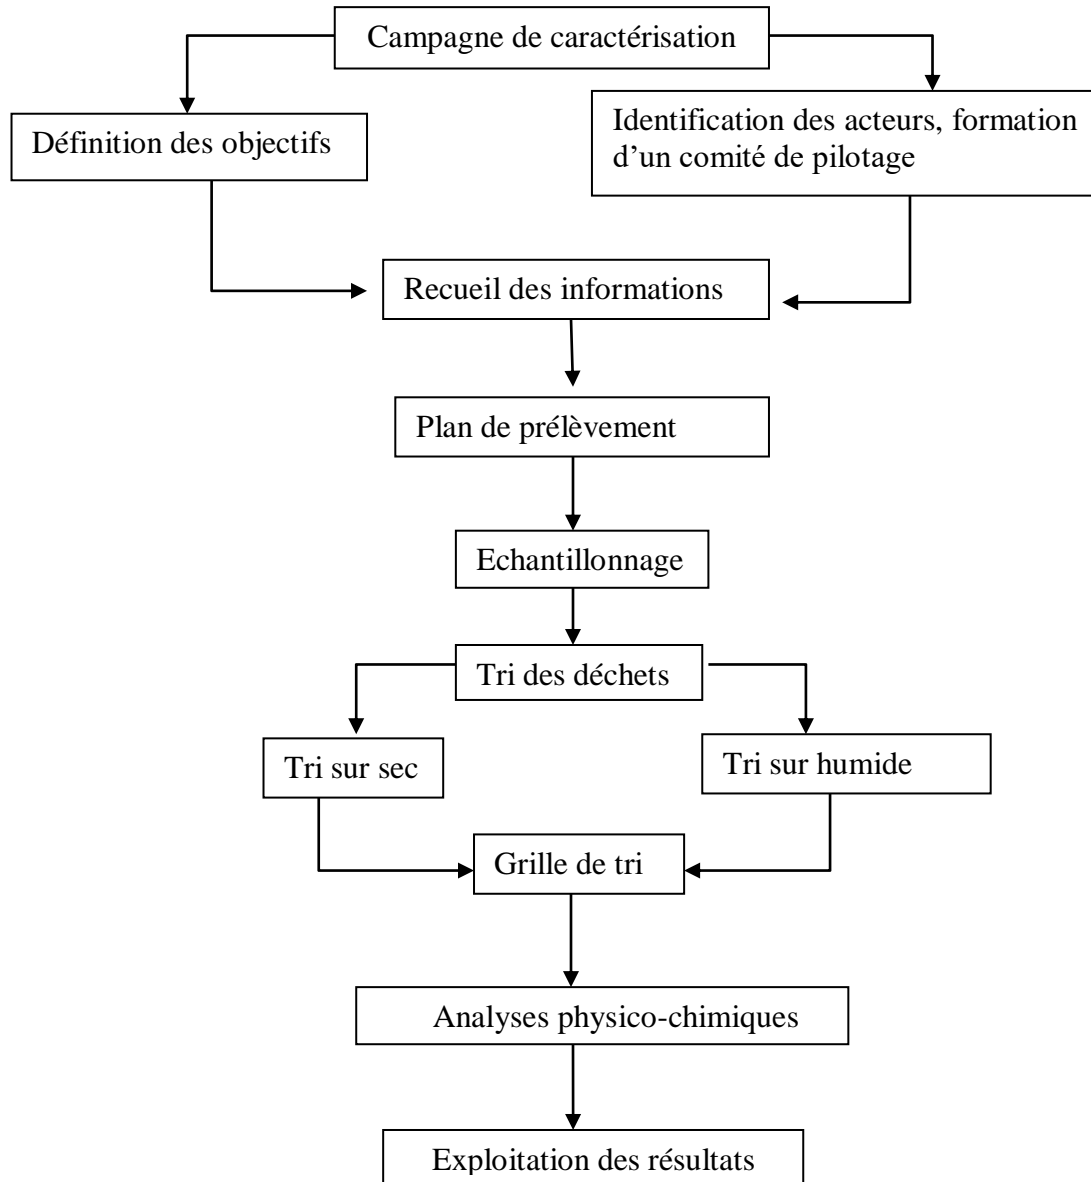 Campagne de caractérisation
Définition des objectifs
Identification des acteurs, formation
d’un comité de pilotage
Recueil des informations
Plan de prélèvement
Echantillonnage
Tri des déchets
Tri sur sec
Tri sur humide
Grille de tri
Analyses physico-chimiques
Exploitation des résultats